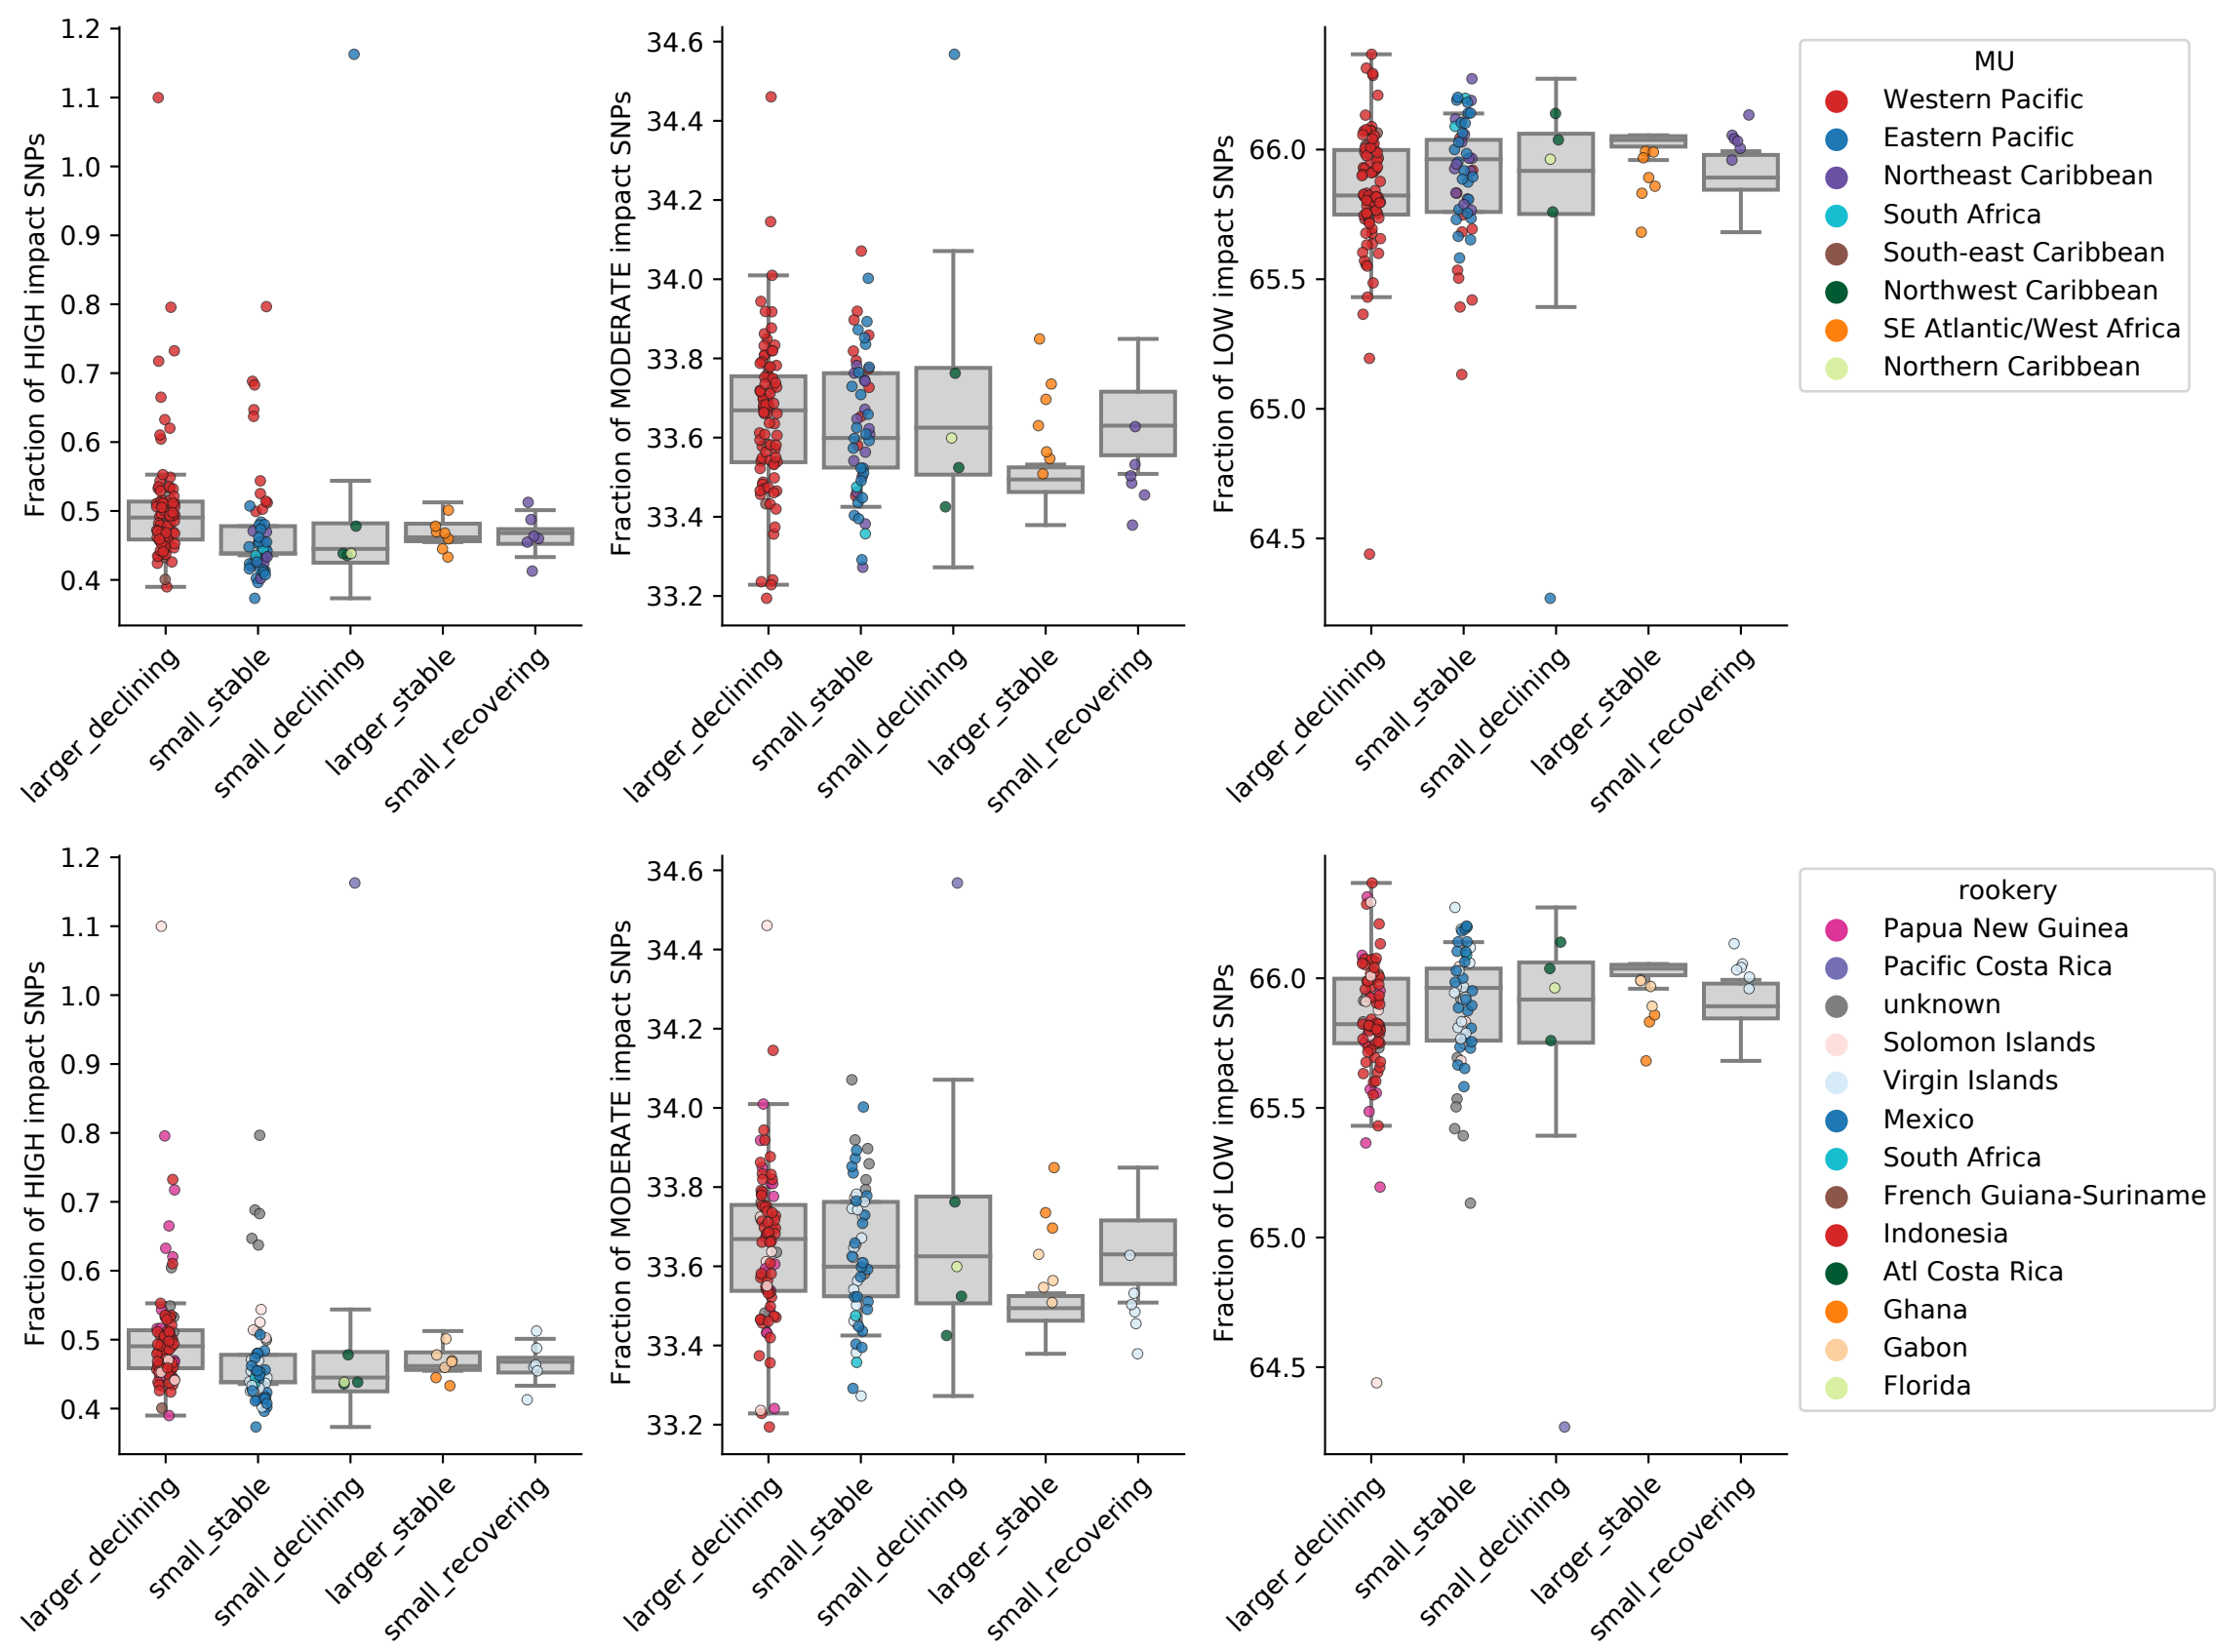 Fraction of HIGH impact SNPs
1.2
1.1
1.0
0.9
0.8
0.7
0.6
0.5
0.4
larger_declining
small_stable
small_declining
larger_stable
small_recovering
Fraction of MODERATE impact SNPs
34.6
34.4
34.2
34.0
33.8
33.6
33.4
33.2
larger_declining
small_stable
small_declining
larger_stable
small_recovering
Fraction of LOW impact SNPs
66.0
65.5
65.0
64.5
larger_declining
small_stable
small_declining
larger_stable
small_recovering
MU
Western Pacific
Eastern Pacific
Northeast Caribbean
South Africa
South-east Caribbean
Northwest Caribbean
SE Atlantic/West Africa
Northern Caribbean
Fraction of HIGH impact SNPs
1.2
1.1
1.0
0.9
0.8
0.7
0.6
0.5
0.4
larger_declining
small_stable
small_declining
larger_stable
small_recovering
Fraction of MODERATE impact SNPs
34.6
34.4
34.2
34.0
33.8
33.6
33.4
33.2
larger_declining
small_stable
small_declining
larger_stable
small_recovering
Fraction of LOW impact SNPs
66.0
65.5
65.0
64.5
larger_declining
small_stable
small_declining
larger_stable
small_recovering
rookery
Papua New Guinea
Pacific Costa Rica
unknown
Solomon Islands
Virgin Islands
Mexico
South Africa
French Guiana-Suriname
Indonesia
Atl Costa Rica
Ghana
Gabon
Florida